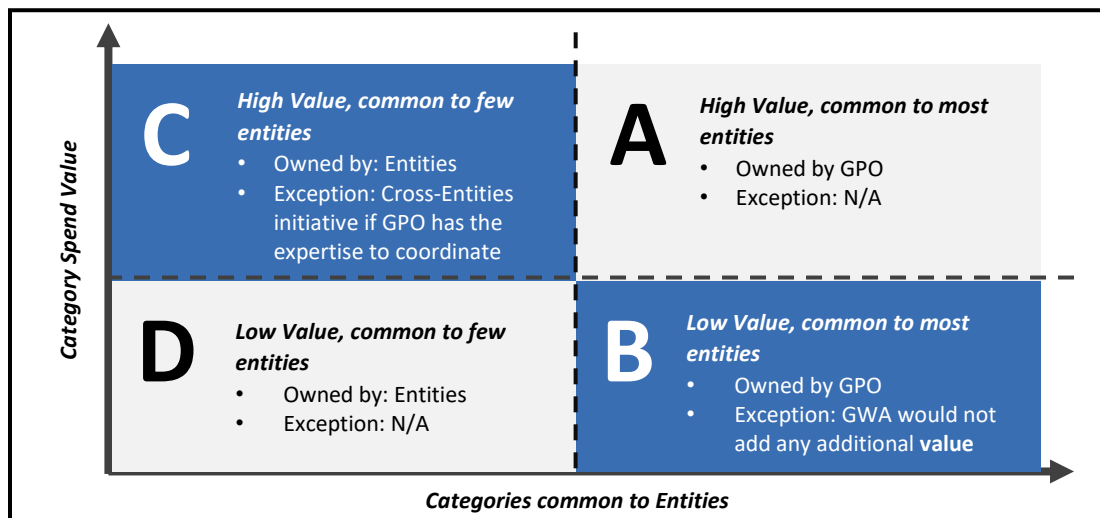 Category Spend Value
C
High Value, common to few
entities
• Owned by: Entities
• Exception: Cross-Entities
initiative if GPO has the
expertise to coordinate
A
High Value, common to most
entities
• Owned by GPO
• Exception: N/A
D
Low Value, common to few
entities
• Owned by: Entities
• Exception: N/A
B
Low Value, common to most
entities
• Owned by GPO
• Exception: GWA would not
add any additional value
Categories common to Entities